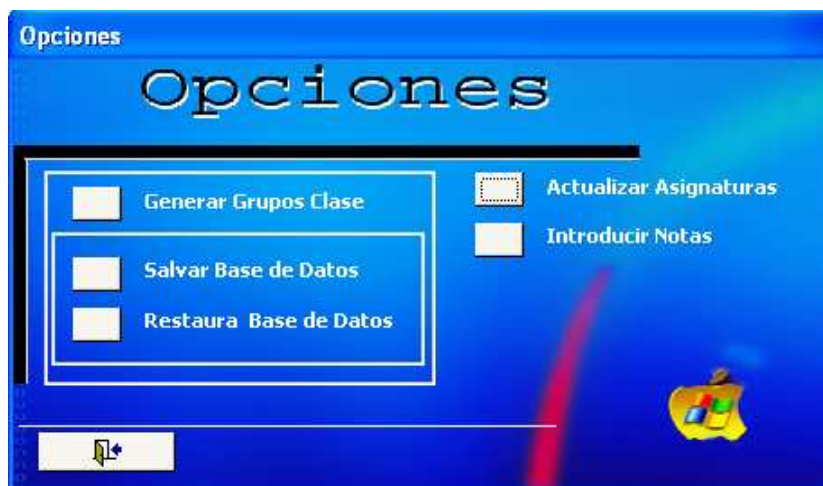 Opciones
Opciones
Generar Grupos Clase
Salvar Base de Datos
Restaura Base de Datos
Actualizar Asignaturas
Introducir Notas